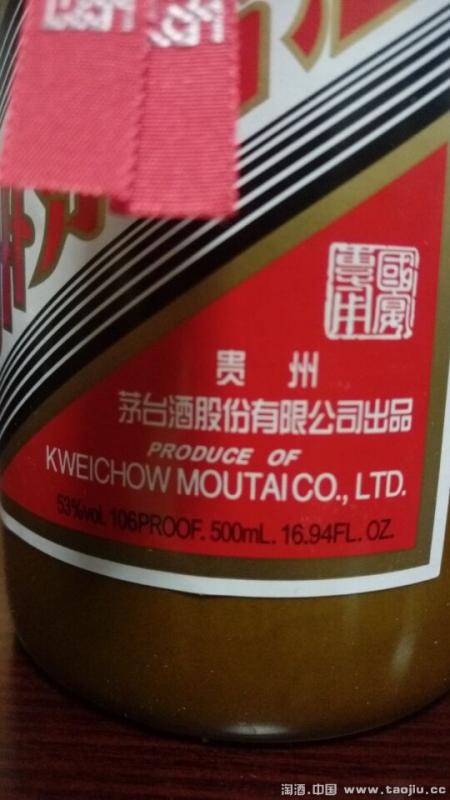 國宴
專用
贵州
茅台酒股份有限公司出品
PRODUCE OF
KWEICHOW MOUTAI CO., LTD.
53%vol. 106PROOF. 500mL. 16.94FL. OZ.
淘酒.中国 www.taojiu.cc